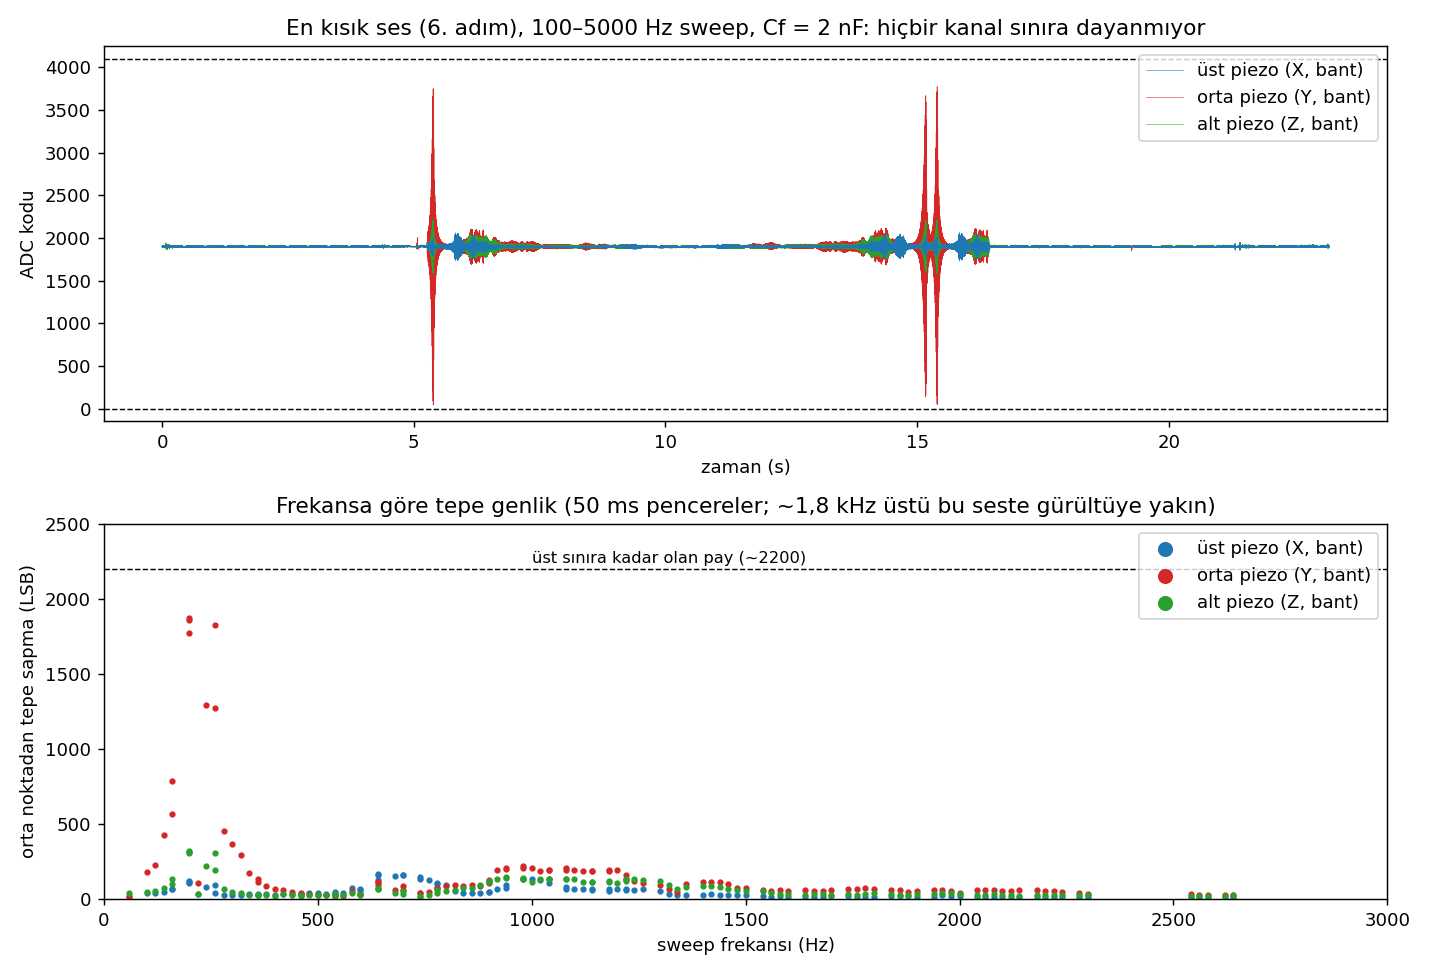 En kısık ses (6. adım), 100–5000 Hz sweep, Cf = 2 nF: hiçbir kanal sınıra dayanmıyor
üst piezo (X, bant)
orta piezo (Y, bant)
alt piezo (Z, bant)
4000
3500
3000
2500
2000
1500
1000
500
0
ADC kodu
0
5
10
15
20
zaman (s)
Frekansa göre tepe genlik (50 ms pencereler; ~1,8 kHz üstü bu seste gürültüye yakın)
üst sınıra kadar olan pay (~2200)
üst piezo (X, bant)
orta piezo (Y, bant)
alt piezo (Z, bant)
2500
2000
1500
1000
500
0
orta noktadan tepe sapma (LSB)
0
500
1000
1500
2000
2500
3000
sweep frekansı (Hz)